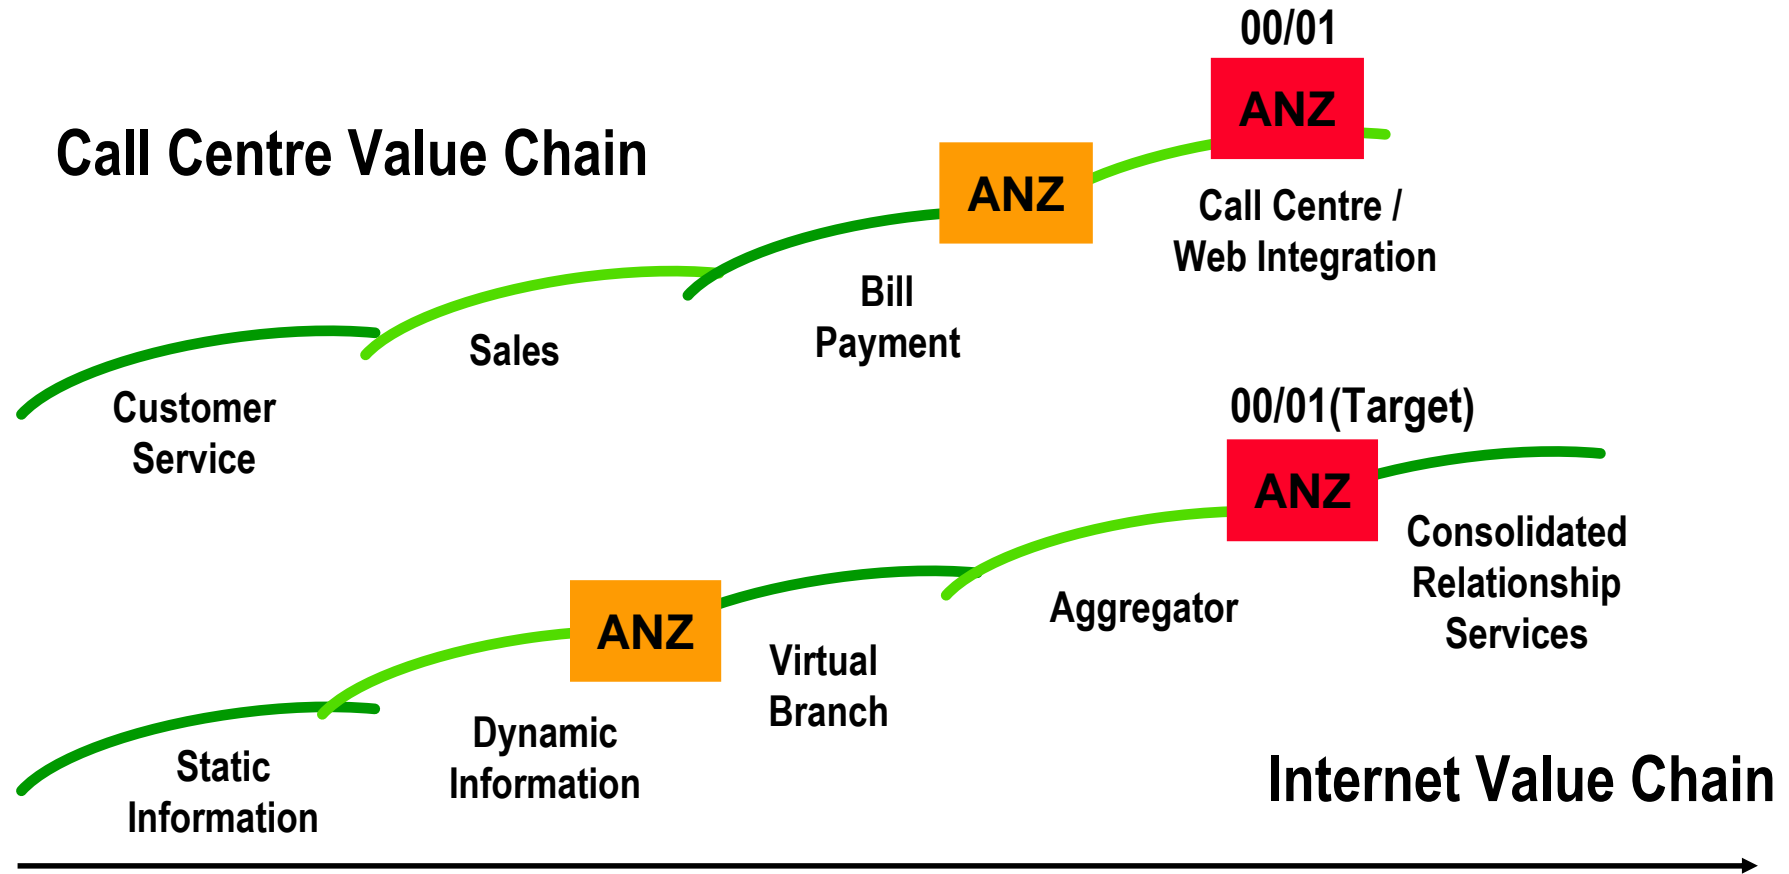 00/01
ANZ
Call Centre Value Chain
ANZ
Call Centre /
Web Integration
Bill
Payment
Sales
Customer
Service
00/01(Target)
ANZ
Consolidated
Relationship
Services
Aggregator
ANZ
Virtual
Branch
Dynamic
Information
Static
Information
Internet Value Chain